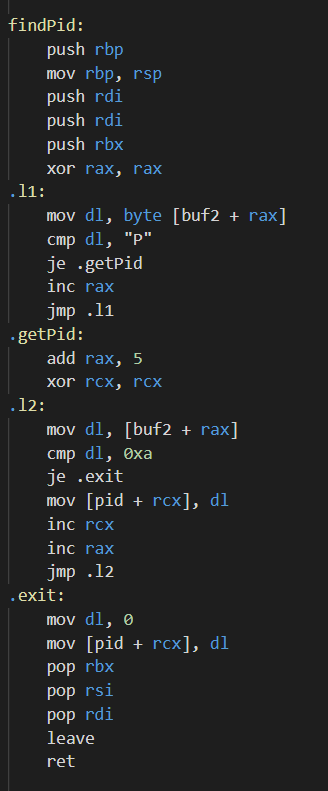 findPid:
push rbp
mov rbp, rsp
push rdi
push rdi
push rbx
xor rax, rax
.l1:
mov dl, byte [buf2 + rax]
cmp dl, "P"
je .getPid
inc rax
jmp .l1
.getPid:
add rax, 5
xor rcx, rcx
.l2:
mov dl, [buf2 + rax]
cmp dl, 0xa
je .exit
mov [pid + rcx], dl
inc rcx
inc rax
jmp .l2
.exit:
mov dl, 0
mov [pid + rcx], dl
pop rbx
pop rsi
pop rdi
leave
ret